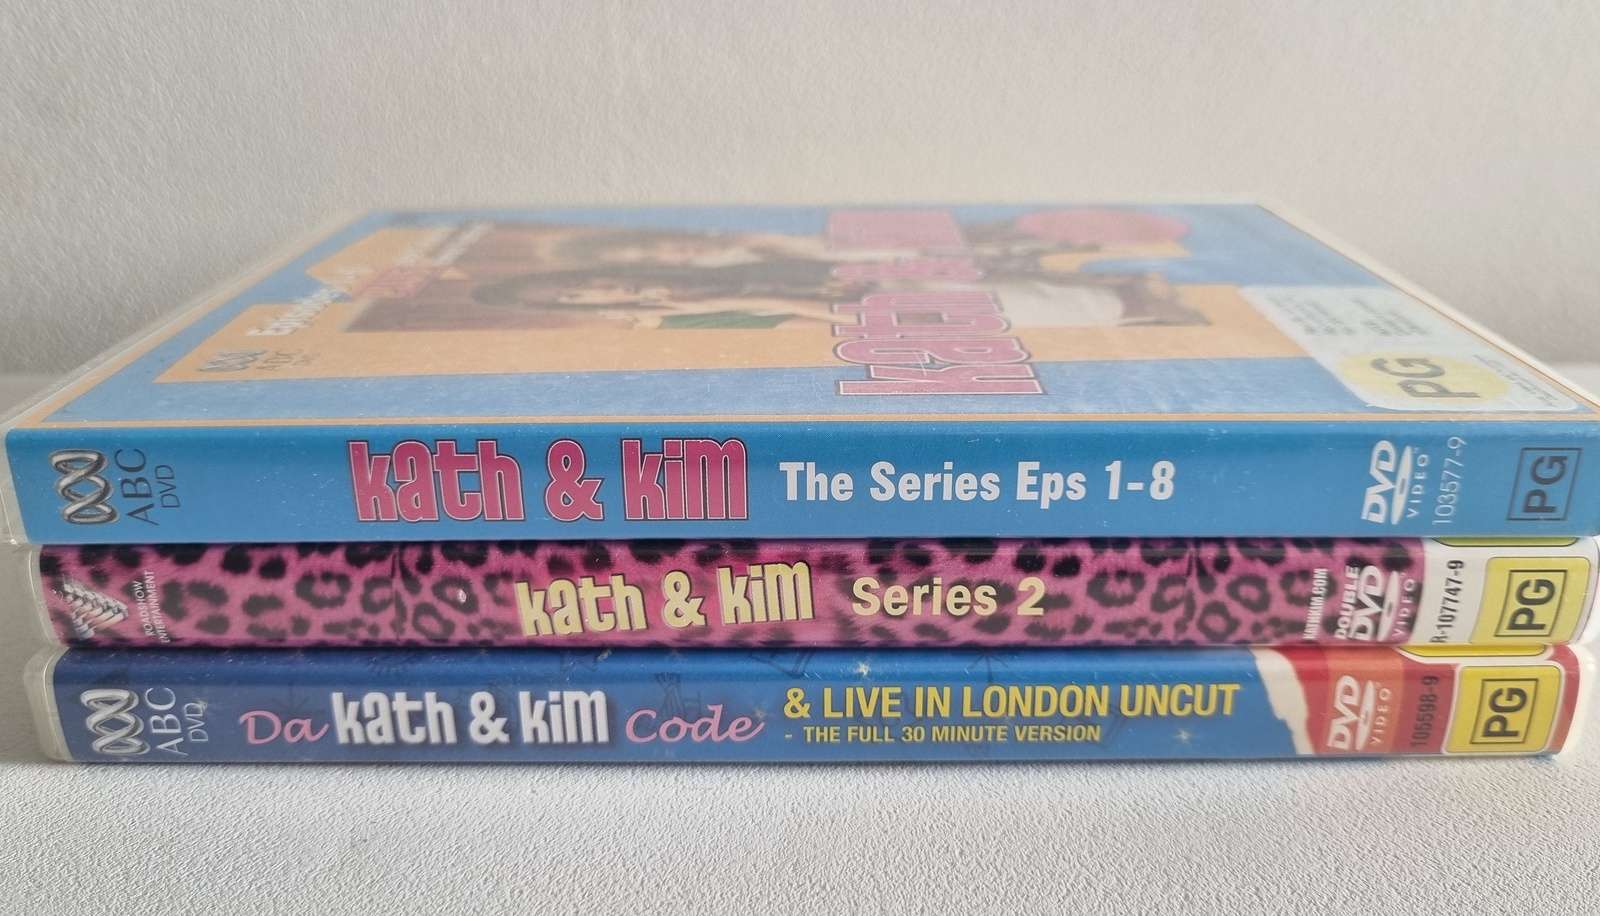 kath & kim
PG
ABC
DVD
kath & kim The Series Eps 1-8
DVD
VIDEO
103577-9
PG
ROADSHOW
ENTERTAINMENT
kath & kim Series 2
DOUBLE
DVD
VIDEO
R-107747-9
PG
ABC
DVD
Da kath & kim Code
& LIVE IN LONDON UNCUT
- THE FULL 30 MINUTE VERSION
DVD
VIDEO
105598-9
PG